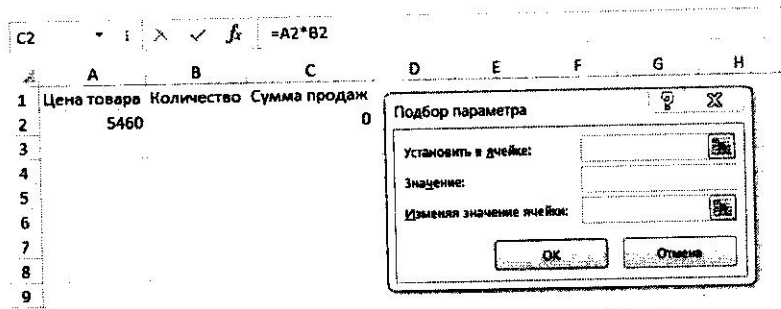 C2 fx =A2*B2
A B C D E F G H
1 Цена товара Количество Сумма продаж
2 5460 0
3
4
5
6
7
8
9
Подбор параметра
Установить в ячейке:
Значение:
Изменяя значение ячейки:
ОК Отмена